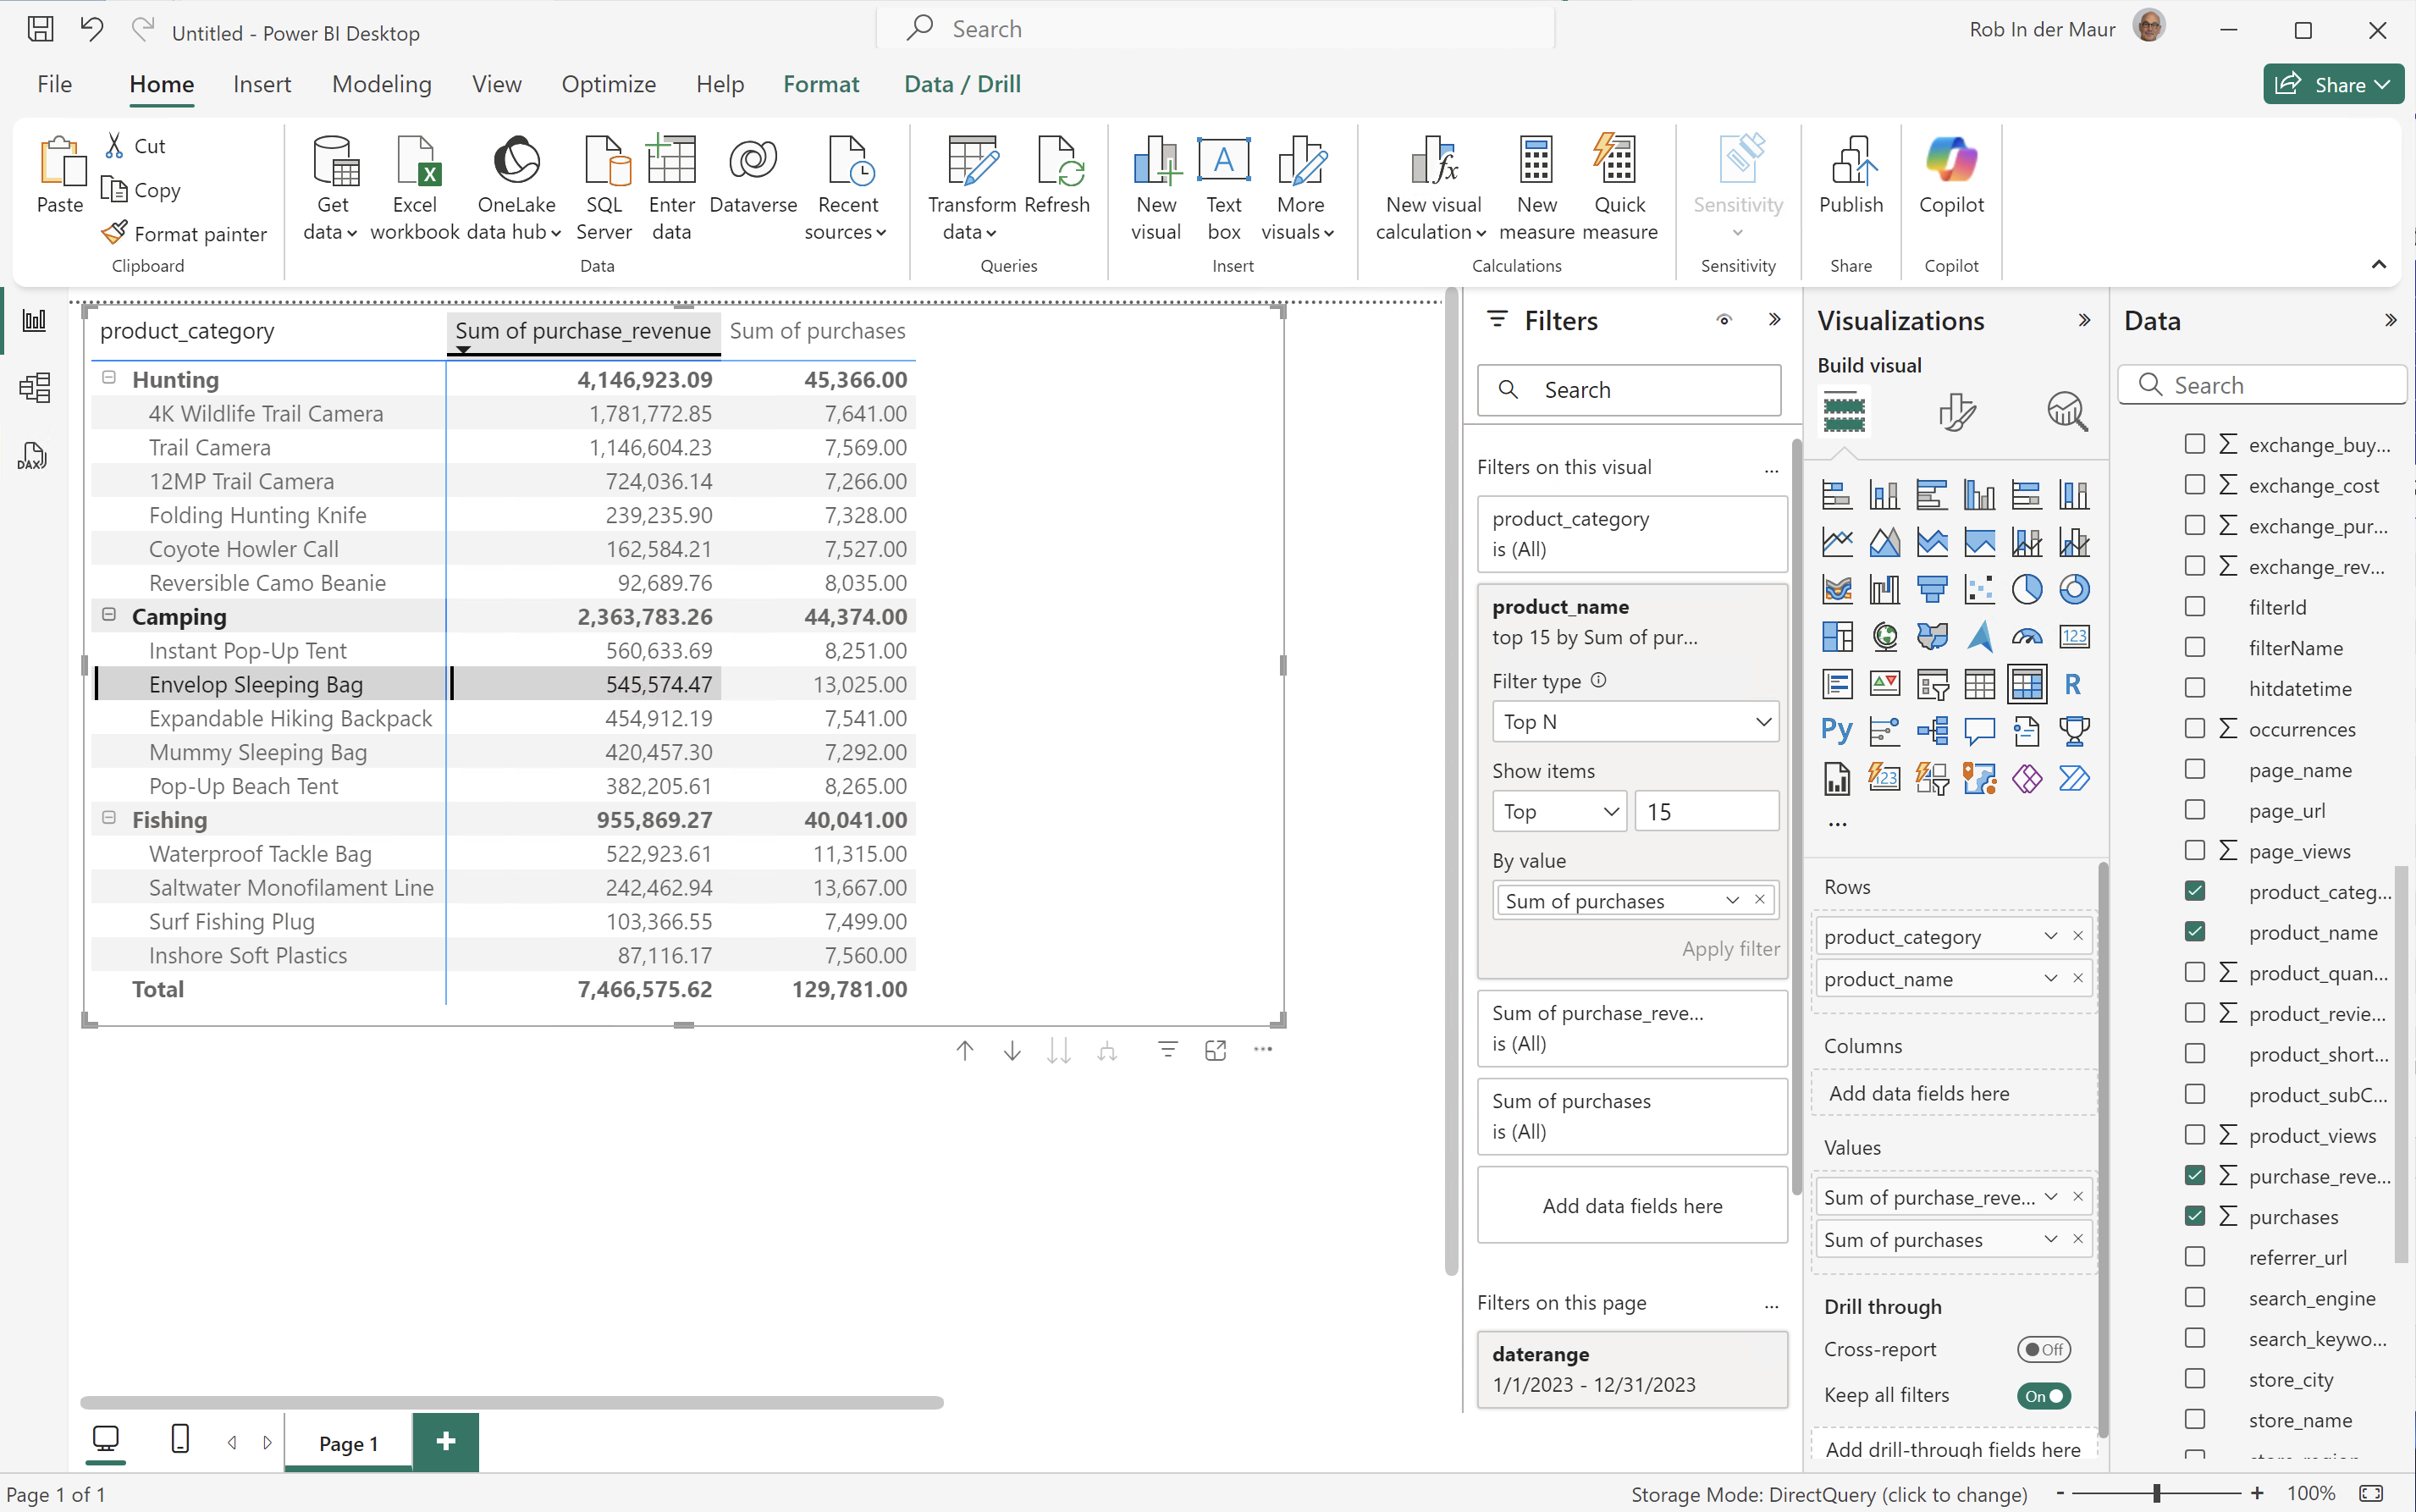 Untitled - Power BI Desktop
Search
Rob In der Maur
File
Home
Insert
Modeling
View
Optimize
Help
Format
Data / Drill
Share
Paste
Cut
Copy
Format painter
Clipboard
Get data
Excel workbook
OneLake data hub
SQL Server
Enter data
Dataverse
Recent sources
Data
Transform data
Refresh
Queries
New visual
Text box
More visuals
Insert
New visual calculation
New measure
Quick measure
Calculations
Sensitivity
Sensitivity
Publish
Share
Copilot
Copilot
DAX
product_category Sum of purchase_revenue Sum of purchases
Hunting 4,146,923.09 45,366.00
4K Wildlife Trail Camera 1,781,772.85 7,641.00
Trail Camera 1,146,604.23 7,569.00
12MP Trail Camera 724,036.14 7,266.00
Folding Hunting Knife 239,235.90 7,328.00
Coyote Howler Call 162,584.21 7,527.00
Reversible Camo Beanie 92,689.76 8,035.00
Camping 2,363,783.26 44,374.00
Instant Pop-Up Tent 560,633.69 8,251.00
Envelop Sleeping Bag 545,574.47 13,025.00
Expandable Hiking Backpack 454,912.19 7,541.00
Mummy Sleeping Bag 420,457.30 7,292.00
Pop-Up Beach Tent 382,205.61 8,265.00
Fishing 955,869.27 40,041.00
Waterproof Tackle Bag 522,923.61 11,315.00
Saltwater Monofilament Line 242,462.94 13,667.00
Surf Fishing Plug 103,366.55 7,499.00
Inshore Soft Plastics 87,116.17 7,560.00
Total 7,466,575.62 129,781.00
Filters
Search
Filters on this visual ...
product_category
is (All)
product_name
top 15 by Sum of pur...
Filter type
Top N
Show items
Top 15
By value
Sum of purchases
Apply filter
Sum of purchase_reve...
is (All)
Sum of purchases
is (All)
Add data fields here
Filters on this page ...
daterange
1/1/2023 - 12/31/2023
Visualizations
Build visual
123
R
Py
123
...
Rows
product_category
product_name
Columns
Add data fields here
Values
Sum of purchase_reve...
Sum of purchases
Drill through
Cross-report Off
Keep all filters On
Add drill-through fields here
Data
Search
exchange_buy...
exchange_cost
exchange_pur...
exchange_rev...
filterId
filterName
hitdatetime
occurrences
page_name
page_url
page_views
product_categ...
product_name
product_quan...
product_revie...
product_short...
product_subC...
product_views
purchase_reve...
purchases
referrer_url
search_engine
search_keywo...
store_city
store_name
Page 1
Page 1 of 1
Storage Mode: DirectQuery (click to change)
- + 100%